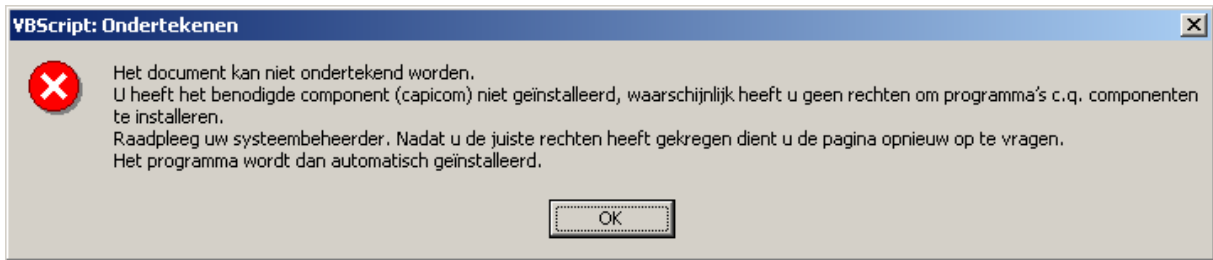 VBScript: Ondertekenen
Het document kan niet ondertekend worden.
U heeft het benodigde component (capicom) niet geïnstalleerd, waarschijnlijk heeft u geen rechten om programma's c.q. componenten
te installeren.
Raadpleeg uw systeembeheerder. Nadat u de juiste rechten heeft gekregen dient u de pagina opnieuw op te vragen.
Het programma wordt dan automatisch geïnstalleerd.
OK